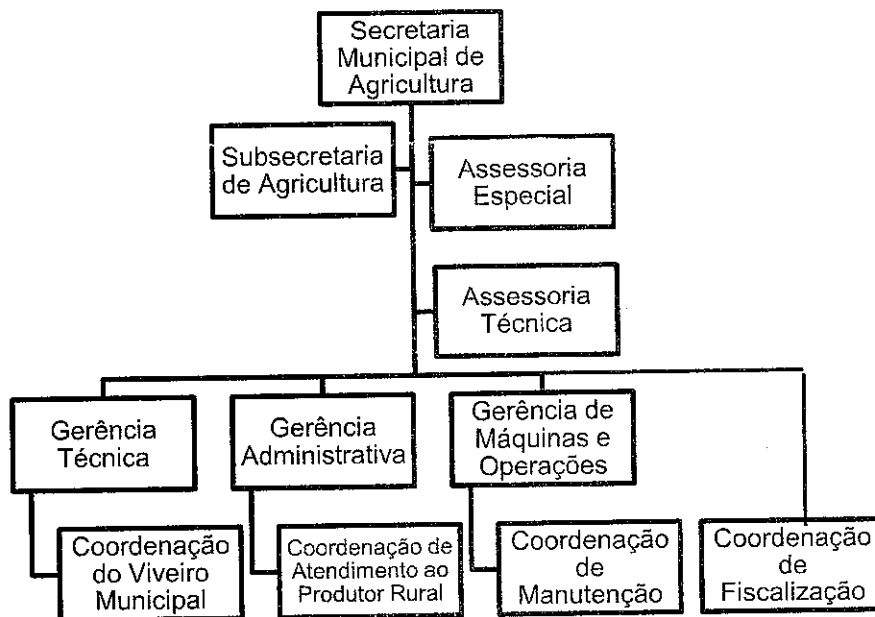 Secretaria
Municipal de
Agricultura
Subsecretaria
de Agricultura
Assessoria
Especial
Assessoria
Técnica
Gerência
Técnica
Gerência
Administrativa
Gerência de
Máquinas e
Operações
Coordenação
do Viveiro
Municipal
Coordenação de
Atendimento ao
Produtor Rural
Coordenação
de
Manutenção
Coordenação
de
Fiscalização